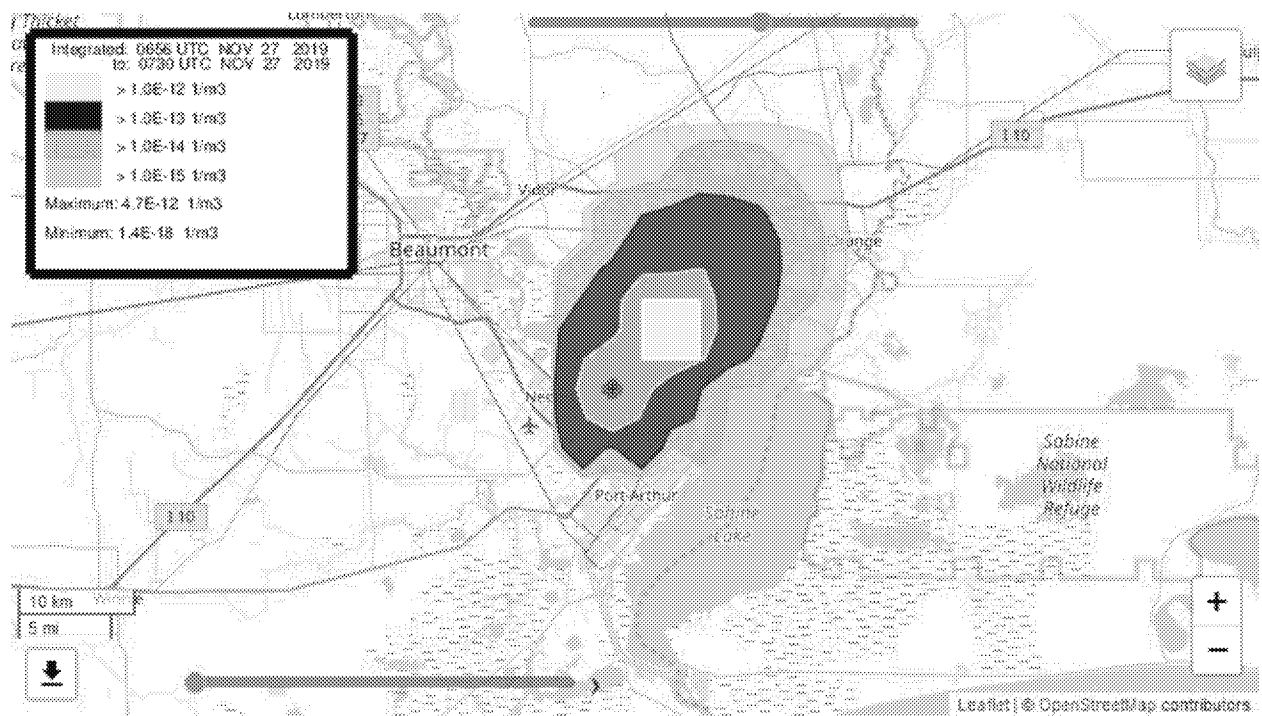 Thicket
Integrated: 0656 UTC NOV 27 2019
to: 0730 UTC NOV 27 2019
> 1.0E-12 1/m3
> 1.0E-13 1/m3
> 1.0E-14 1/m3
> 1.0E-15 1/m3
Maximum: 4.7E-12 1/m3
Minimum: 1.4E-18 1/m3
I 10
Vidor
Beaumont
Sabine
National
Wildlife
Refuge
Port Arthur
Sabine
Lake
I 10
10 km
5 mi
+
−
Leaflet | © OpenStreetMap contributors